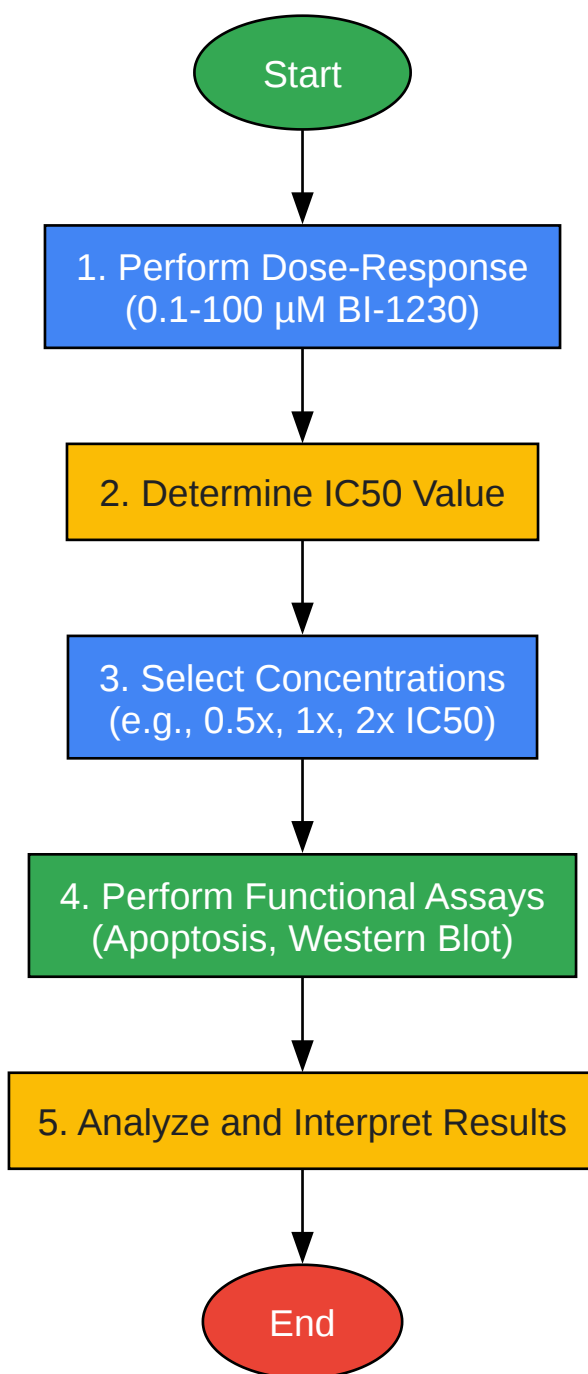 Start
1. Perform Dose-Response
(0.1-100 µM BI-1230)
2. Determine IC50 Value
3. Select Concentrations
(e.g., 0.5x, 1x, 2x IC50)
4. Perform Functional Assays
(Apoptosis, Western Blot)
5. Analyze and Interpret Results
End